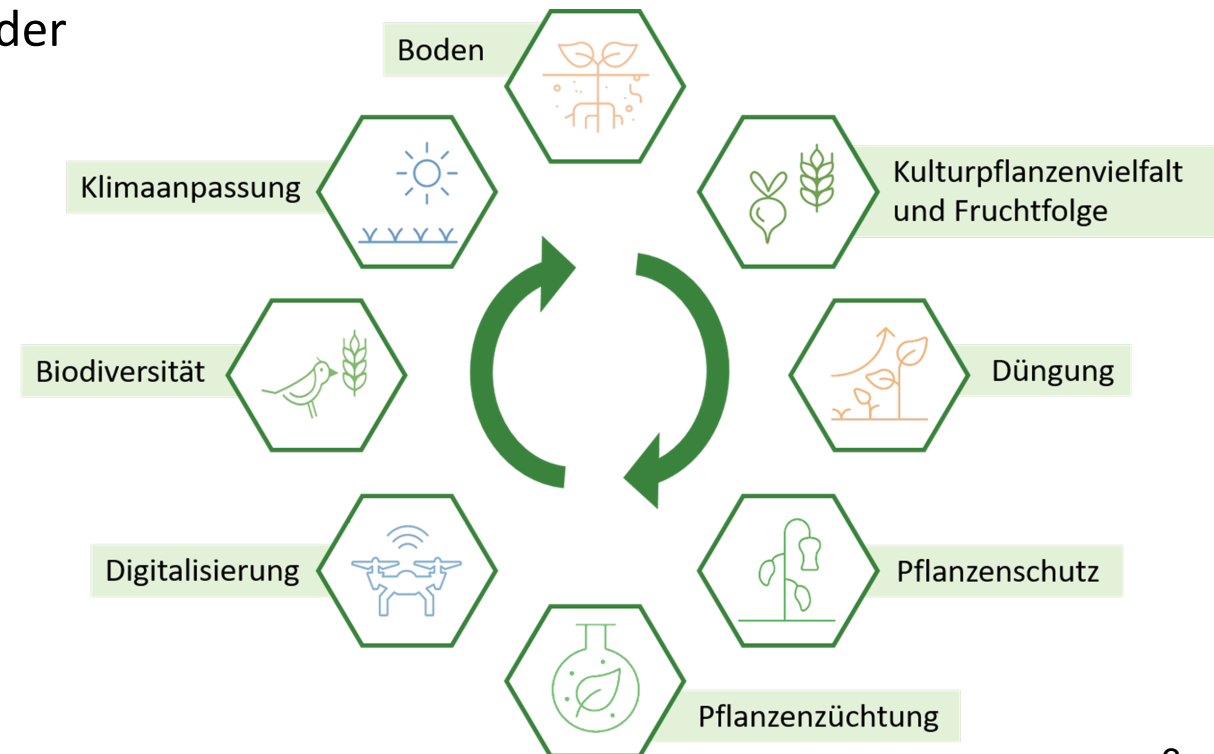 der
Boden
Kulturpflanzenvielfalt
und Fruchtfolge
Klimaanpassung
Düngung
Biodiversität
Pflanzenschutz
Digitalisierung
Pflanzenzüchtung